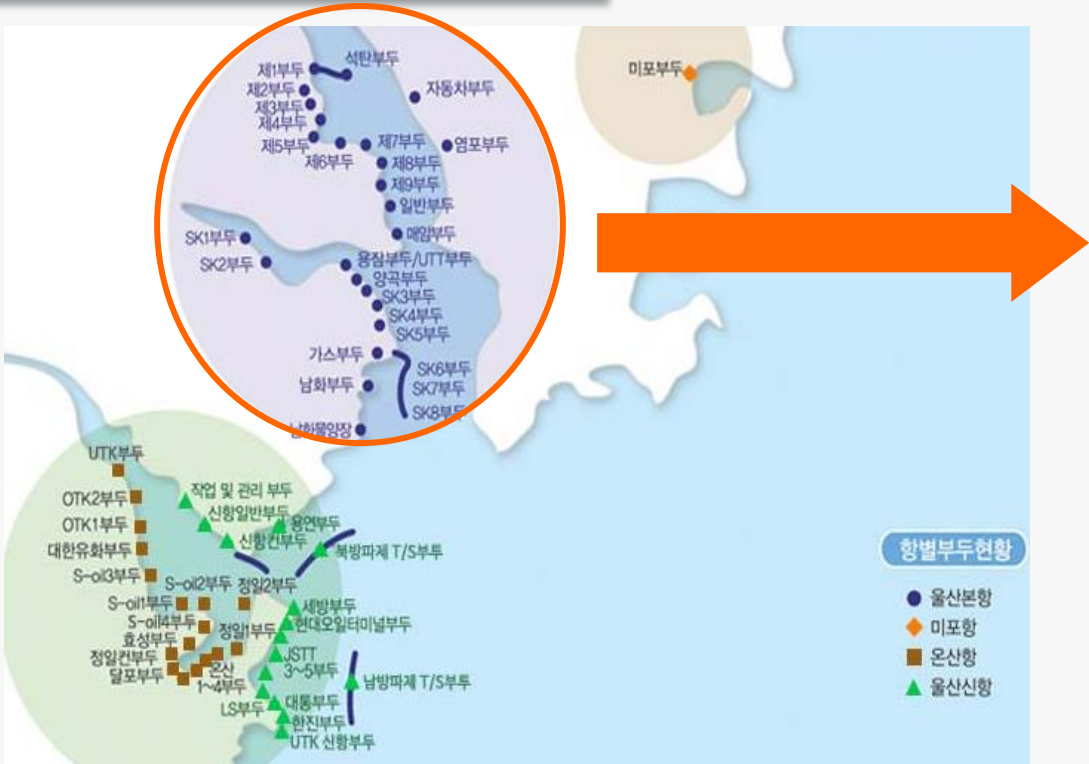 제1부두
석탄부두
제2부두
제3부두
제4부두
제5부두
제6부두
제7부두
자동차부두
염포부두
제8부두
제9부두
일반부두
매암부두
미포부두
SK1부두
SK2부두
용잠부두/UTT부두
양곡부두
SK3부두
SK4부두
SK5부두
가스부두
SK6부두
SK7부두
SK8부두
남화부두
남화물양장
UTK부두
OTK2부두
OTK1부두
대한유화부두
S-oil3부두
S-oil2부두
정일2부두
S-oil1부두
S-oil4부두
정일1부두
효성부두
정일컨부두
달포부두
온산
1~4부두
작업 및 관리 부두
신항일반부두
용연부두
신항컨부두
북방파제 T/S부투
세방부두
현대오일터미널부두
JSTT
3~5부두
남방파제 T/S부투
LS부두
대통부두
한진부두
UTK 신항부두
항별부두현황
울산본항
미포항
온산항
울산신항